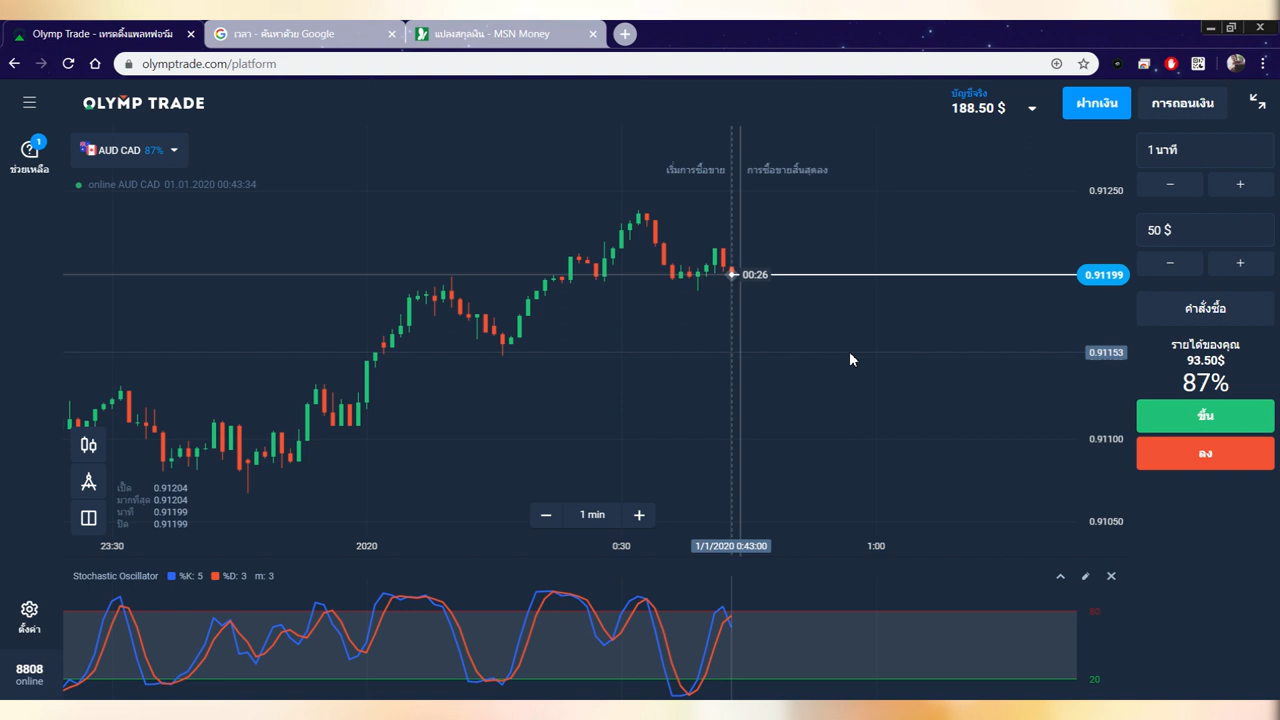 Olymp Trade - เทรดดิ้งแพลทฟอร์ม
เวลา - ค้นหาด้วย Google
แปลงสกุลเงิน - MSN Money
olymptrade.com/platform
OLYMP TRADE
บัญชีจริง
188.50 $
ฝากเงิน
การถอนเงิน
1
ช่วยเหลือ
AUD CAD 87%
online AUD CAD 01.01.2020 00:43:34
เริ่มการซื้อขาย
การซื้อขายสิ้นสุดลง
1 นาที
0.91250
50 $
00:26
0.91199
คำสั่งซื้อ
0.91153
รายได้ของคุณ
93.50$
87%
ขึ้น
0.91100
ลง
เปิด 0.91204
มากที่สุด 0.91204
นาที 0.91199
ปิด 0.91199
1 min
0.91050
23:30
2020
0:30
1/1/2020 0:43:00
1:00
Stochastic Oscillator %K: 5 %D: 3 m: 3
80
ตั้งค่า
8808
online
20